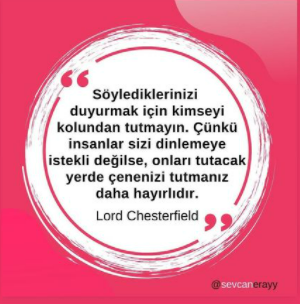 “
Söylediklerinizi
duyurmak için kimseyi
kolundan tutmayın. Çünkü
insanlar sizi dinlemeye
istekli değilse, onları tutacak
yerde çenenizi tutmanız
daha hayırlıdır.
Lord Chesterfield ”
@sevcanerayy